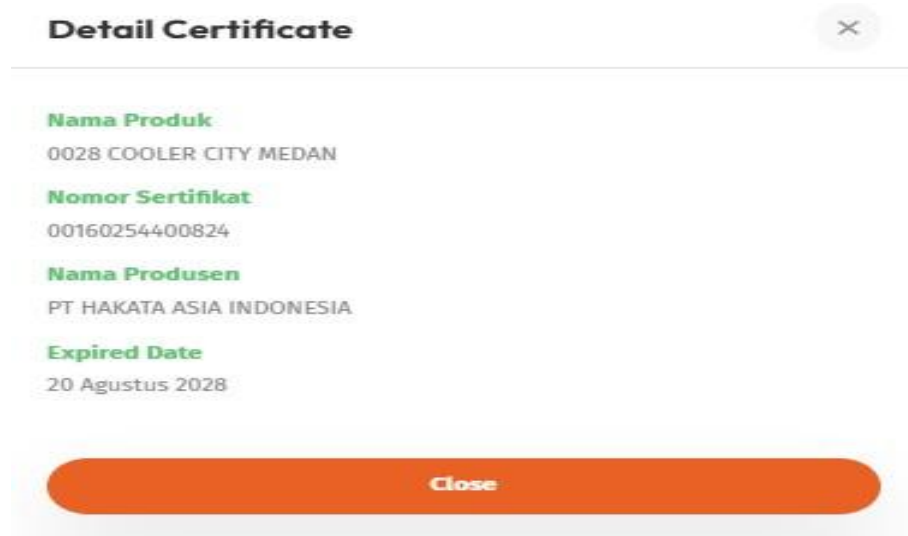 Detail Certificate
Nama Produk
0028 COOLER CITY MEDAN
Nomor Sertifikat
00160254400824
Nama Produsen
PT HAKATA ASIA INDONESIA
Expired Date
20 Agustus 2028
Close